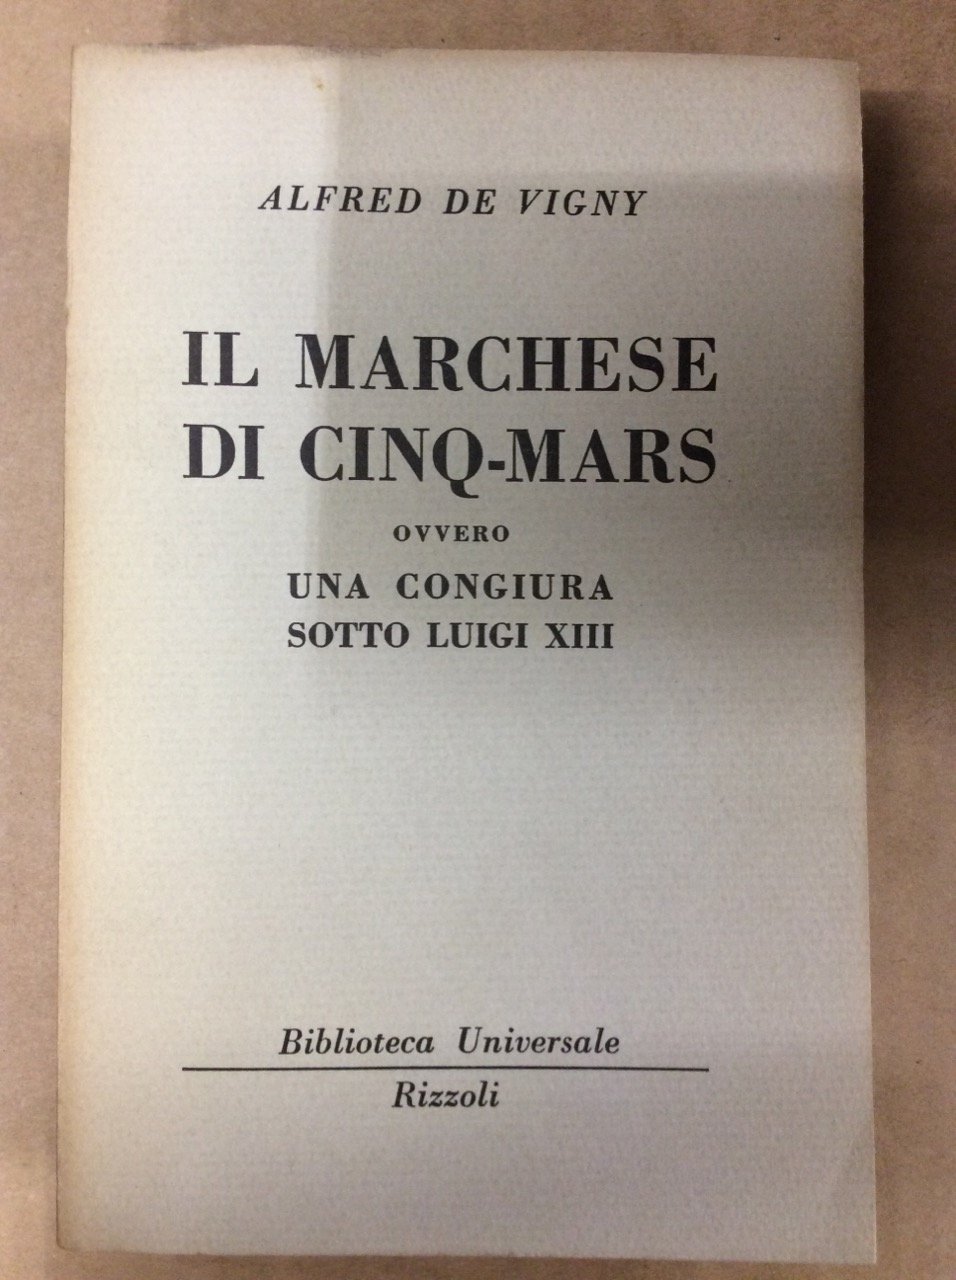 ALFRED DE VIGNY
IL MARCHESE
DI CINQ-MARS
OVVERO
UNA CONGIURA
SOTTO LUIGI XIII
Biblioteca Universale
Rizzoli